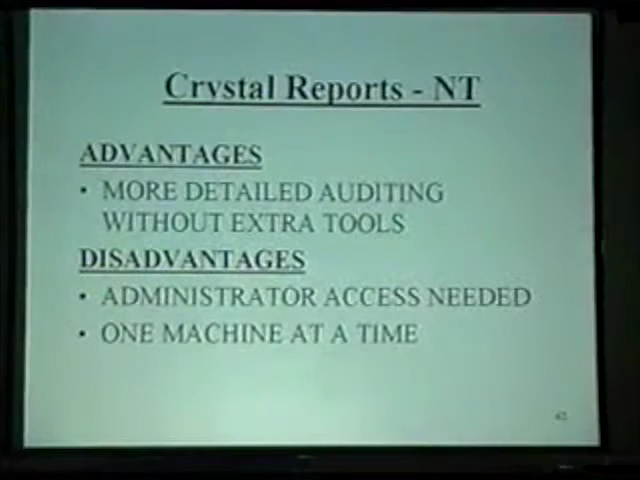 Crystal Reports - NT
ADVANTAGES
• MORE DETAILED AUDITING
WITHOUT EXTRA TOOLS
DISADVANTAGES
• ADMINISTRATOR ACCESS NEEDED
• ONE MACHINE AT A TIME